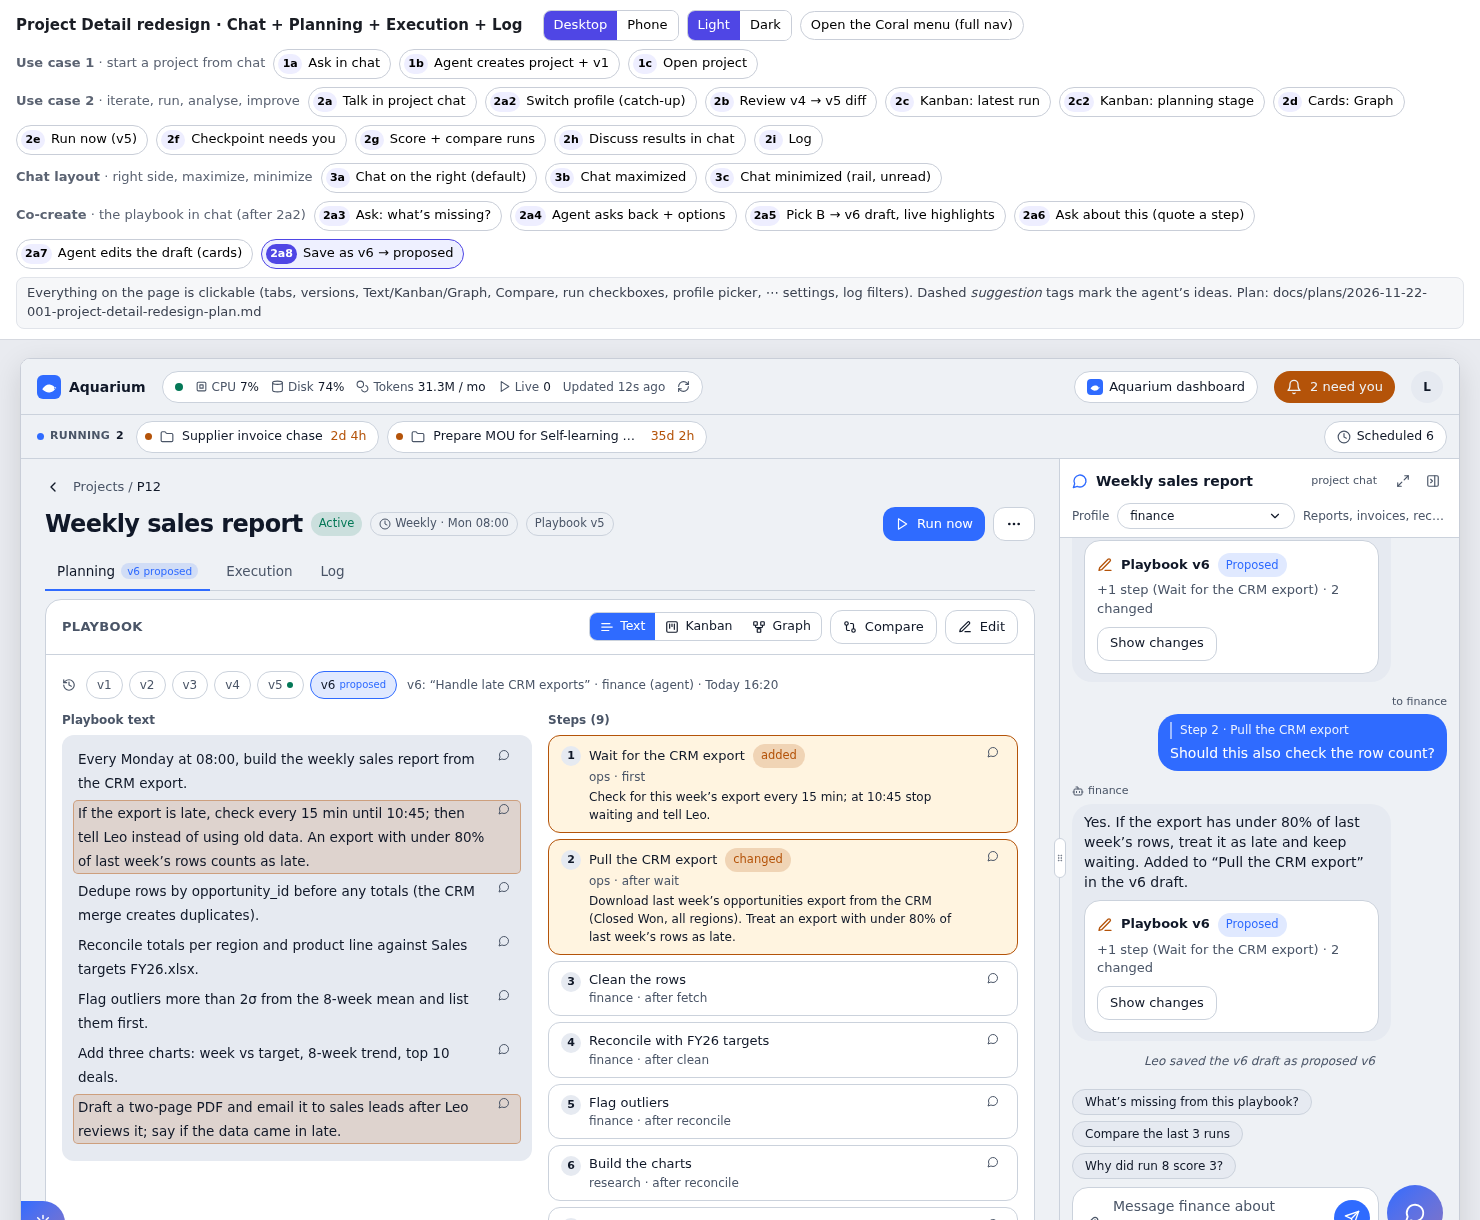 Project Detail redesign · Chat + Planning + Execution + Log
Desktop Phone Light Dark Open the Coral menu (full nav)
Use case 1 · start a project from chat 1a Ask in chat 1b Agent creates project + v1 1c Open project
Use case 2 · iterate, run, analyse, improve 2a Talk in project chat 2a2 Switch profile (catch-up) 2b Review v4 → v5 diff 2c Kanban: latest run 2c2 Kanban: planning stage 2d Cards: Graph
2e Run now (v5) 2f Checkpoint needs you 2g Score + compare runs 2h Discuss results in chat 2i Log
Chat layout · right side, maximize, minimize 3a Chat on the right (default) 3b Chat maximized 3c Chat minimized (rail, unread)
Co-create · the playbook in chat (after 2a2) 2a3 Ask: what's missing? 2a4 Agent asks back + options 2a5 Pick B → v6 draft, live highlights 2a6 Ask about this (quote a step)
2a7 Agent edits the draft (cards) 2a8 Save as v6 → proposed
Everything on the page is clickable (tabs, versions, Text/Kanban/Graph, Compare, run checkboxes, profile picker, ··· settings, log filters). Dashed suggestion tags mark the agent's ideas. Plan: docs/plans/2026-11-22-
001-project-detail-redesign-plan.md
Aquarium CPU 7% Disk 74% Tokens 31.3M / mo Live 0 Updated 12s ago Aquarium dashboard 2 need you L
RUNNING 2 Supplier invoice chase 2d 4h Prepare MOU for Self-learning ... 35d 2h Scheduled 6
Projects / P12
Weekly sales report Active Weekly · Mon 08:00 Playbook v5 Run now ···
Planning v6 proposed Execution Log
PLAYBOOK Text Kanban Graph Compare Edit
v1 v2 v3 v4 v5 v6 proposed v6: “Handle late CRM exports” · finance (agent) · Today 16:20
Playbook text
Every Monday at 08:00, build the weekly sales report from
the CRM export.
If the export is late, check every 15 min until 10:45; then
tell Leo instead of using old data. An export with under 80%
of last week's rows counts as late.
Dedupe rows by opportunity_id before any totals (the CRM
merge creates duplicates).
Reconcile totals per region and product line against Sales
targets FY26.xlsx.
Flag outliers more than 2σ from the 8-week mean and list
them first.
Add three charts: week vs target, 8-week trend, top 10
deals.
Draft a two-page PDF and email it to sales leads after Leo
reviews it; say if the data came in late.
Steps (9)
1 Wait for the CRM export added
ops · first
Check for this week's export every 15 min; at 10:45 stop
waiting and tell Leo.
2 Pull the CRM export changed
ops · after wait
Download last week's opportunities export from the CRM
(Closed Won, all regions). Treat an export with under 80% of
last week's rows as late.
3 Clean the rows
finance · after fetch
4 Reconcile with FY26 targets
finance · after clean
5 Flag outliers
finance · after reconcile
6 Build the charts
research · after reconcile
Weekly sales report project chat
Profile finance Reports, invoices, rec...
Playbook v6 Proposed
+1 step (Wait for the CRM export) · 2
changed
Show changes
to finance
Step 2 · Pull the CRM export
Should this also check the row count?
finance
Yes. If the export has under 80% of last
week's rows, treat it as late and keep
waiting. Added to “Pull the CRM export”
in the v6 draft.
Playbook v6 Proposed
+1 step (Wait for the CRM export) · 2
changed
Show changes
Leo saved the v6 draft as proposed v6
What's missing from this playbook?
Compare the last 3 runs
Why did run 8 score 3?
Message finance about